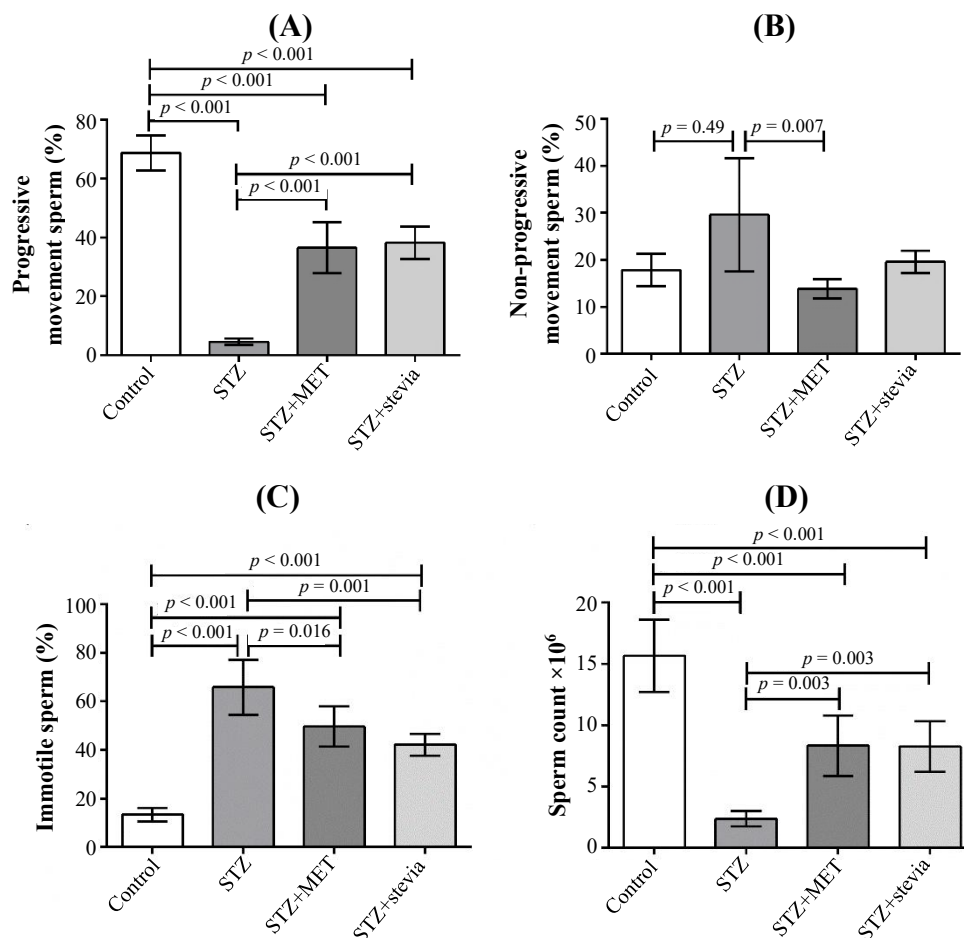 (A)
p < 0.001
p < 0.001
p < 0.001
p < 0.001
p < 0.001
Progressive
movement sperm (%)
80
60
40
20
0
Control
STZ
STZ+MET
STZ+stevia
(B)
p = 0.49
p = 0.007
Non-progressive
movement sperm (%)
50
40
30
20
10
0
Control
STZ
STZ+MET
STZ+stevia
(C)
p < 0.001
p = 0.001
p < 0.001
p < 0.001
p = 0.016
Immotile sperm (%)
100
80
60
40
20
0
Control
STZ
STZ+MET
STZ+stevia
(D)
p < 0.001
p < 0.001
p < 0.001
p = 0.003
p = 0.003
Sperm count ×10⁶
20
15
10
5
0
Control
STZ
STZ+MET
STZ+stevia